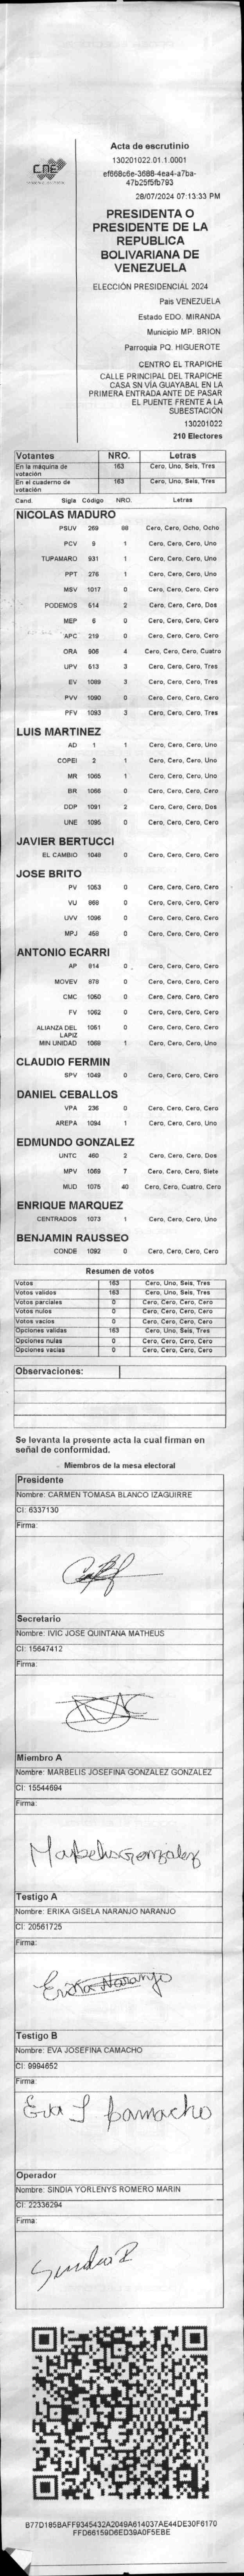 CNE
Acta de escrutinio
130201022.01.1.0001
ef668c6e-3688-4ea4-a7ba-
47b25f5fb793
28/07/2024 07:13:33 PM
PRESIDENTA O
PRESIDENTE DE LA
REPUBLICA
BOLIVARIANA DE
VENEZUELA
ELECCIÓN PRESIDENCIAL 2024
Pais VENEZUELA
Estado EDO. MIRANDA
Municipio MP. BRION
Parroquia PQ. HIGUEROTE
CENTRO EL TRAPICHE
CALLE PRINCIPAL DEL TRAPICHE
CASA SN VÍA GUAYABAL EN LA
PRIMERA ENTRADA ANTE DE PASAR
EL PUENTE FRENTE A LA
SUBESTACIÓN
130201022
210 Electores
Votantes NRO. Letras
En la máquina de votación 163 Cero, Uno, Seis, Tres
En el cuaderno de votación 163 Cero, Uno, Seis, Tres
Cand. Sigla Código NRO. Letras
NICOLAS MADURO
PSUV 269 88 Cero, Cero, Ocho, Ocho
PCV 9 1 Cero, Cero, Cero, Uno
TUPAMARO 931 1 Cero, Cero, Cero, Uno
PPT 276 1 Cero, Cero, Cero, Uno
MSV 1017 0 Cero, Cero, Cero, Cero
PODEMOS 514 2 Cero, Cero, Cero, Dos
MEP 6 0 Cero, Cero, Cero, Cero
APC 219 0 Cero, Cero, Cero, Cero
ORA 906 4 Cero, Cero, Cero, Cuatro
UPV 613 3 Cero, Cero, Cero, Tres
EV 1089 3 Cero, Cero, Cero, Tres
PVV 1090 0 Cero, Cero, Cero, Cero
PFV 1093 3 Cero, Cero, Cero, Tres
LUIS MARTINEZ
AD 1 1 Cero, Cero, Cero, Uno
COPEI 2 1 Cero, Cero, Cero, Uno
MR 1065 1 Cero, Cero, Cero, Uno
BR 1066 0 Cero, Cero, Cero, Cero
DDP 1091 2 Cero, Cero, Cero, Dos
UNE 1095 0 Cero, Cero, Cero, Cero
JAVIER BERTUCCI
EL CAMBIO 1048 0 Cero, Cero, Cero, Cero
JOSE BRITO
PV 1053 0 Cero, Cero, Cero, Cero
VU 868 0 Cero, Cero, Cero, Cero
UVV 1096 0 Cero, Cero, Cero, Cero
MPJ 458 0 Cero, Cero, Cero, Cero
ANTONIO ECARRI
AP 814 0 Cero, Cero, Cero, Cero
MOVEV 878 0 Cero, Cero, Cero, Cero
CMC 1050 0 Cero, Cero, Cero, Cero
FV 1062 0 Cero, Cero, Cero, Cero
ALIANZA DEL LAPIZ 1051 0 Cero, Cero, Cero, Cero
MIN UNIDAD 1069 1 Cero, Cero, Cero, Uno
CLAUDIO FERMIN
SPV 1049 0 Cero, Cero, Cero, Cero
DANIEL CEBALLOS
VPA 236 0 Cero, Cero, Cero, Cero
AREPA 1094 1 Cero, Cero, Cero, Uno
EDMUNDO GONZALEZ
UNTC 460 2 Cero, Cero, Cero, Dos
MPV 1069 7 Cero, Cero, Cero, Siete
MUD 1075 40 Cero, Cero, Cuatro, Cero
ENRIQUE MARQUEZ
CENTRADOS 1073 1 Cero, Cero, Cero, Uno
BENJAMIN RAUSSEO
CONDE 1092 0 Cero, Cero, Cero, Cero
Resumen de votos
Votos 163 Cero, Uno, Seis, Tres
Votos validos 163 Cero, Uno, Seis, Tres
Votos parciales 0 Cero, Cero, Cero, Cero
Votos nulos 0 Cero, Cero, Cero, Cero
Votos vacios 0 Cero, Cero, Cero, Cero
Opciones validas 163 Cero, Uno, Seis, Tres
Opciones nulas 0 Cero, Cero, Cero, Cero
Opciones vacias 0 Cero, Cero, Cero, Cero
Observaciones:
Se levanta la presente acta la cual firman en
señal de conformidad.
Miembros de la mesa electoral
Presidente
Nombre: CARMEN TOMASA BLANCO IZAGUIRRE
CI: 6337130
Firma:
Secretario
Nombre: IVIC JOSE QUINTANA MATHEUS
CI: 15647412
Firma:
Miembro A
Nombre: MARBELIS JOSEFINA GONZALEZ GONZALEZ
CI: 15544694
Firma:
Marbelis Gonzalez
Testigo A
Nombre: ERIKA GISELA NARANJO NARANJO
CI: 20561725
Firma:
Erika Naranjo
Testigo B
Nombre: EVA JOSEFINA CAMACHO
CI: 9994652
Firma:
Eva J Camacho
Operador
Nombre: SINDIA YORLENYS ROMERO MARIN
CI: 22336294
Firma:
Sindia R
B77D185BAFF9345432A2049A614037AE44DE30F6170
FFD66159D6ED39A0F5EBE